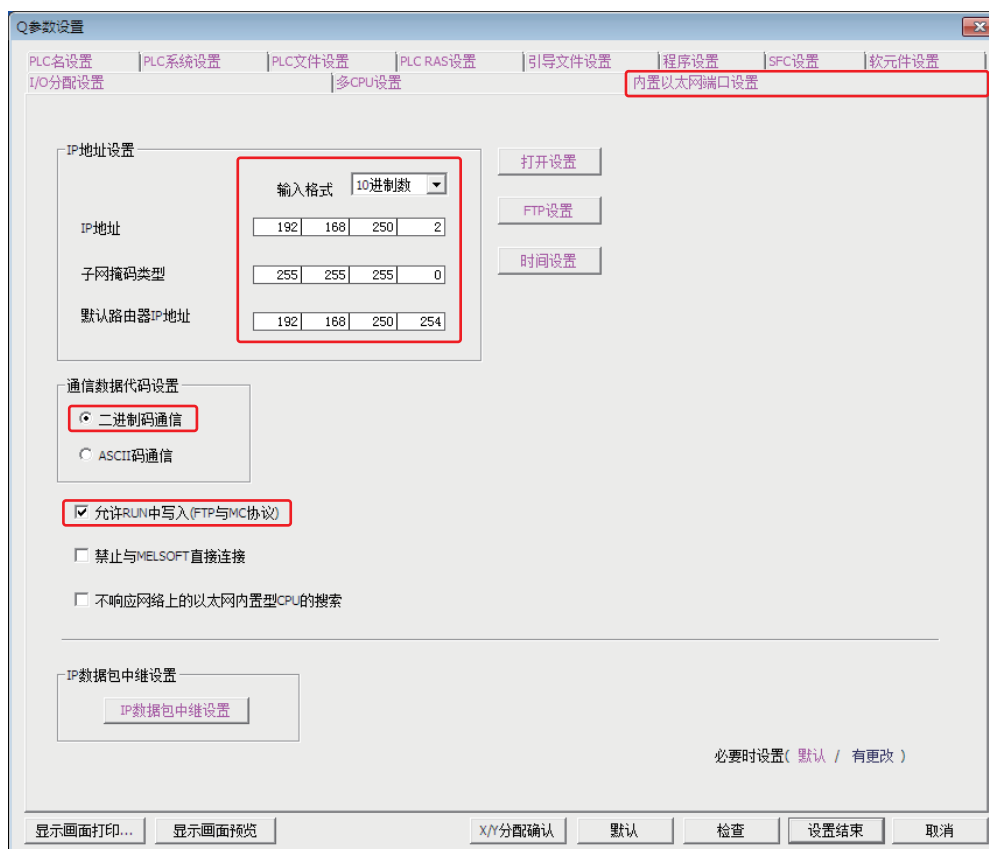 Q参数设置
PLC名设置 PLC系统设置 PLC文件设置 PLC RAS设置 引导文件设置 程序设置 SFC设置 软元件设置
I/O分配设置 多CPU设置 内置以太网端口设置
IP地址设置
输入格式 10进制数
打开设置
IP地址 192 168 250 2
FTP设置
子网掩码类型 255 255 255 0
时间设置
默认路由器IP地址 192 168 250 254
通信数据代码设置
二进制码通信
ASCII码通信
允许RUN中写入(FTP与MC协议)
禁止与MELSOFT直接连接
不响应网络上的以太网内置型CPU的搜索
IP数据包中继设置
IP数据包中继设置
必要时设置( 默认 / 有更改 )
显示画面打印... 显示画面预览 X/Y分配确认 默认 检查 设置结束 取消